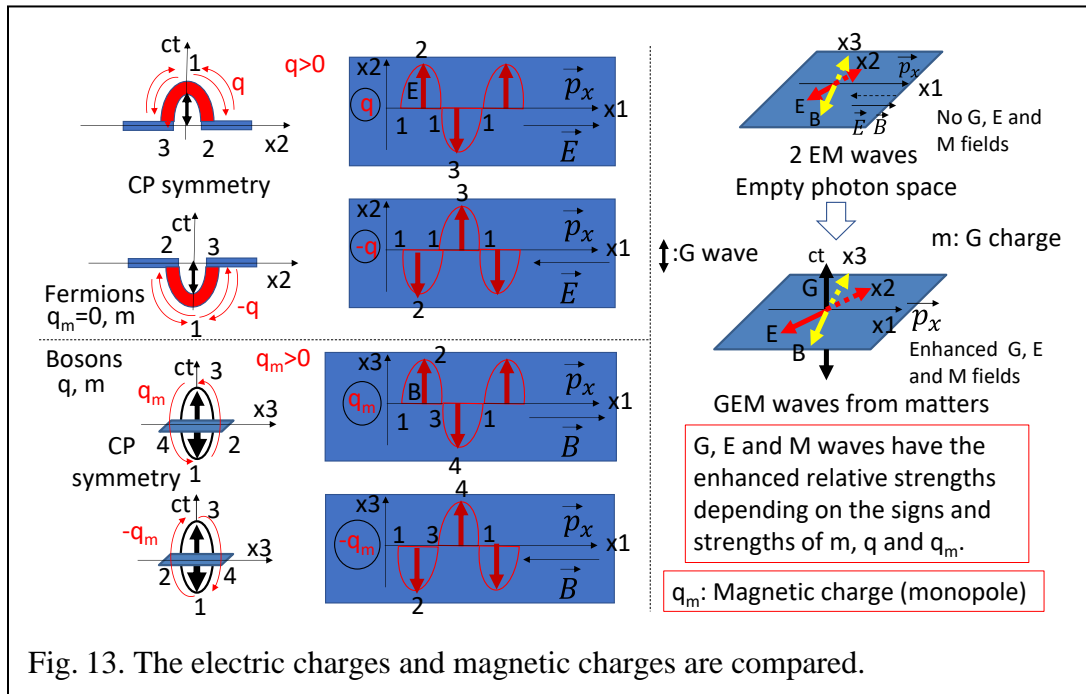 ct
1
q>0
q
3
2
x2
CP symmetry
x2
2
q
E
1
1
1
3
p_x
x1
E
ct
2
3
x2
-q
1
Fermions
q_m=0, m
x2
3
-q
1
1
1
2
p_x
x1
E
Bosons
q, m
q_m>0
ct
3
q_m
x3
4
2
1
CP
symmetry
x3
2
q_m
B
1
3
1
4
p_x
x1
B
ct
3
-q_m
x3
2
4
1
x3
4
-q_m
1
3
1
2
p_x
x1
B
x3
x2
p_x
x1
E
B
E B
No G, E and
M fields
2 EM waves
Empty photon space
:G wave
m: G charge
ct
x3
G
x2
x1
p_x
E
B
Enhanced G, E
and M fields
GEM waves from matters
G, E and M waves have the
enhanced relative strengths
depending on the signs and
strengths of m, q and q_m.
q_m: Magnetic charge (monopole)
Fig. 13. The electric charges and magnetic charges are compared.